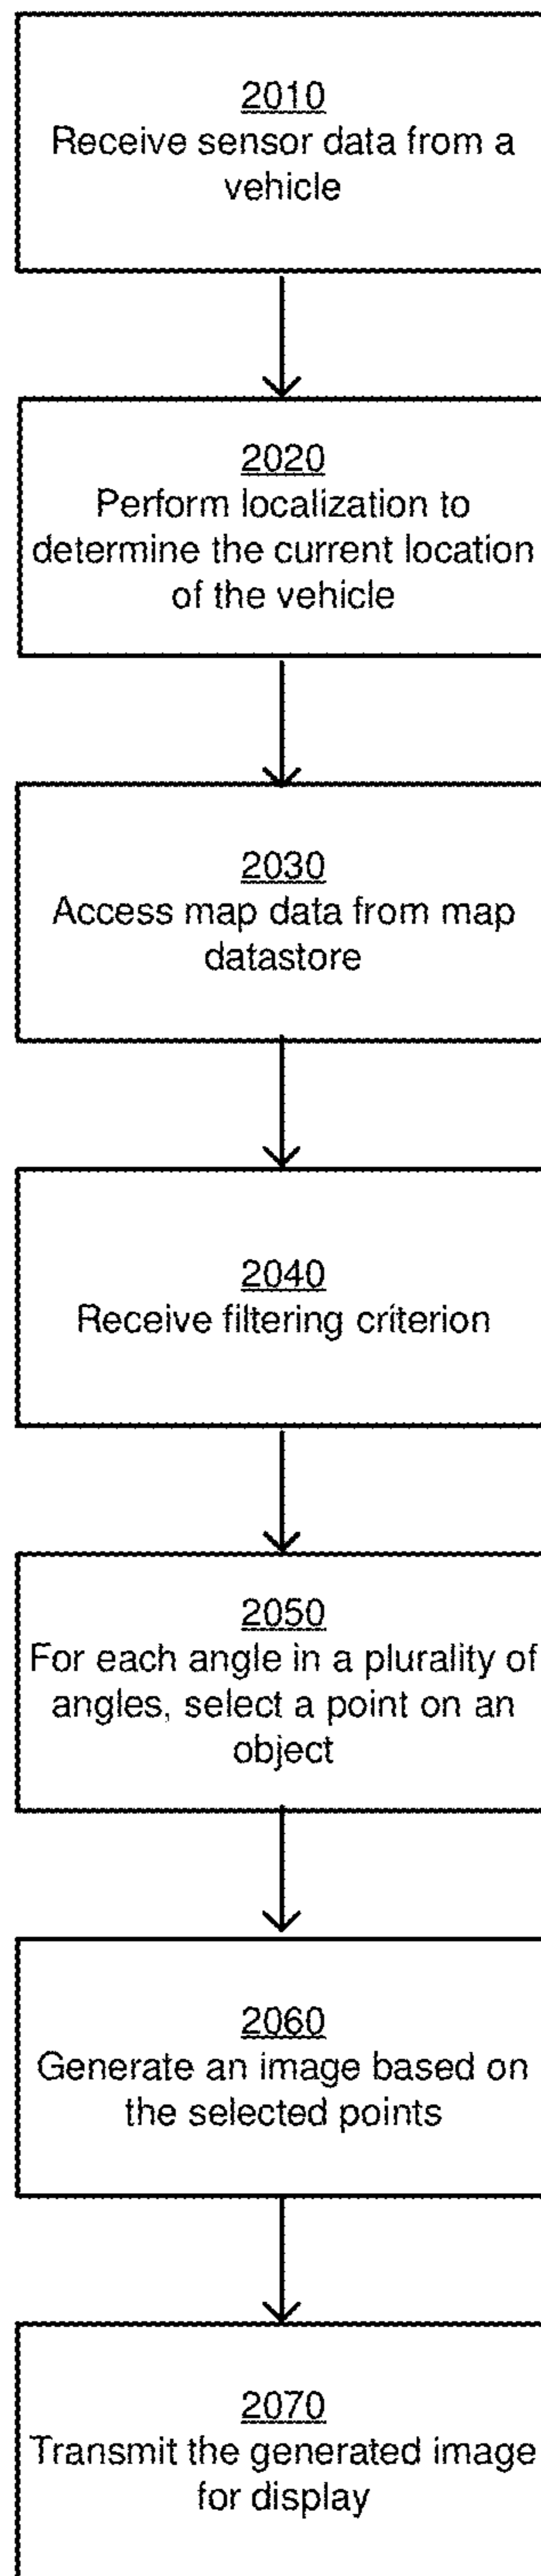 2010
Receive sensor data from a
vehicle
2020
Perform localization to
determine the current location
of the vehicle
2030
Access map data from map
datastore
2040
Receive filtering criterion
2050
For each angle in a plurality of
angles, select a point on an
object
2060
Generate an image based on
the selected points
2070
Transmit the generated image
for display